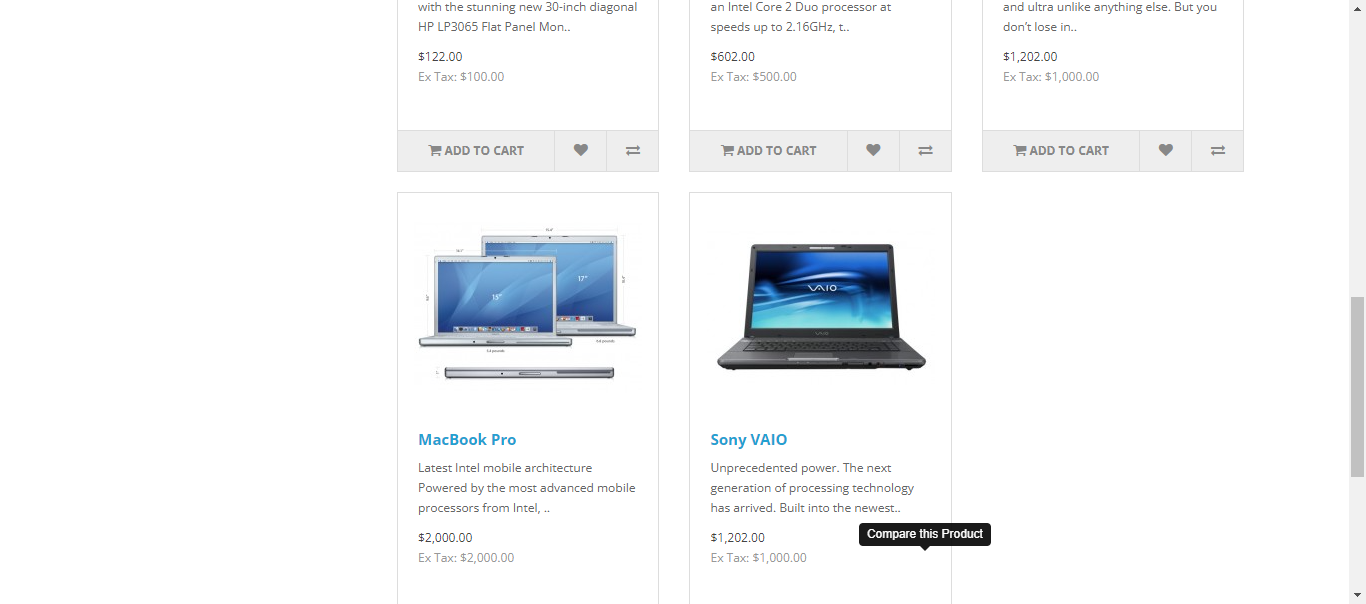 with the stunning new 30-inch diagonal
HP LP3065 Flat Panel Mon..
$122.00
Ex Tax: $100.00
ADD TO CART
an Intel Core 2 Duo processor at
speeds up to 2.16GHz, t..
$602.00
Ex Tax: $500.00
ADD TO CART
and ultra unlike anything else. But you
don't lose in..
$1,202.00
Ex Tax: $1,000.00
ADD TO CART
15"
17"
MacBook Pro
Latest Intel mobile architecture
Powered by the most advanced mobile
processors from Intel, ..
$2,000.00
Ex Tax: $2,000.00
VAIO
VAIO
Sony VAIO
Unprecedented power. The next
generation of processing technology
has arrived. Built into the newest..
$1,202.00
Ex Tax: $1,000.00
Compare this Product